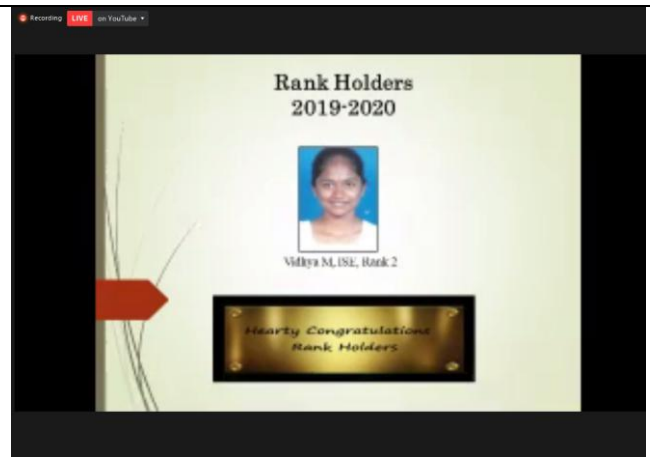 Recording LIVE on YouTube
Rank Holders
2019-2020
Vidhya M, ISE, Rank 2
Hearty Congratulations
Rank Holders